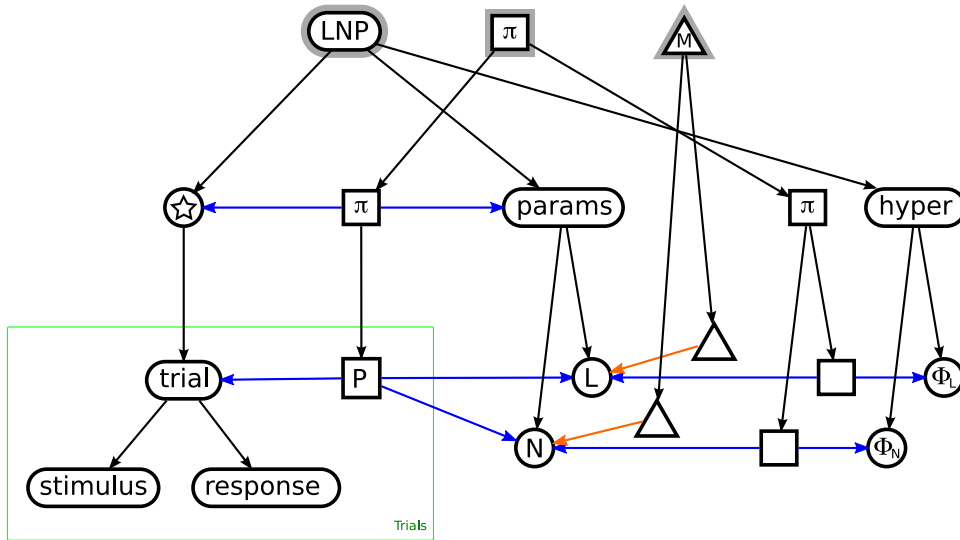 LNP
π
M
π
params
π
hyper
trial
P
L
ΦL
N
ΦN
stimulus
response
Trials